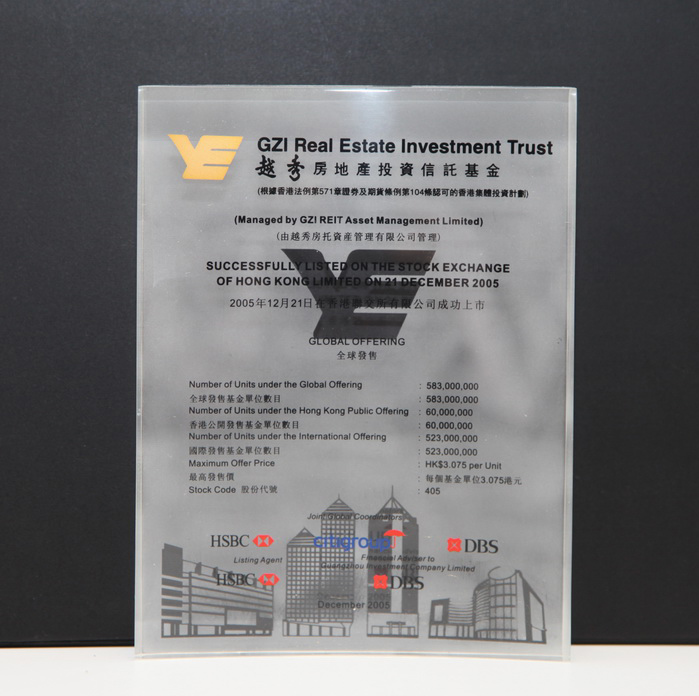 YE
GZI Real Estate Investment Trust
越秀房地產投資信託基金
(根據香港法例第571章證券及期貨條例第104條認可的香港集體投資計劃)
(Managed by GZI REIT Asset Management Limited)
(由越秀房托資產管理有限公司管理)
YE
SUCCESSFULLY LISTED ON THE STOCK EXCHANGE
OF HONG KONG LIMITED ON 21 DECEMBER 2005
2005年12月21日在香港聯交所有限公司成功上市
GLOBAL OFFERING
全球發售
Number of Units under the Global Offering : 583,000,000
全球發售基金單位數目 : 583,000,000
Number of Units under the Hong Kong Public Offering : 60,000,000
香港公開發售基金單位數目 : 60,000,000
Number of Units under the International Offering : 523,000,000
國際發售基金單位數目 : 523,000,000
Maximum Offer Price : HK$3.075 per Unit
最高發售價 : 每個基金單位3.075港元
Stock Code 股份代號 : 405
Joint Global Coordinators
HSBC citigroup DBS
Listing Agent Financial Adviser to
Guangzhou Investment Company Limited
HSBC DBS
December 2005